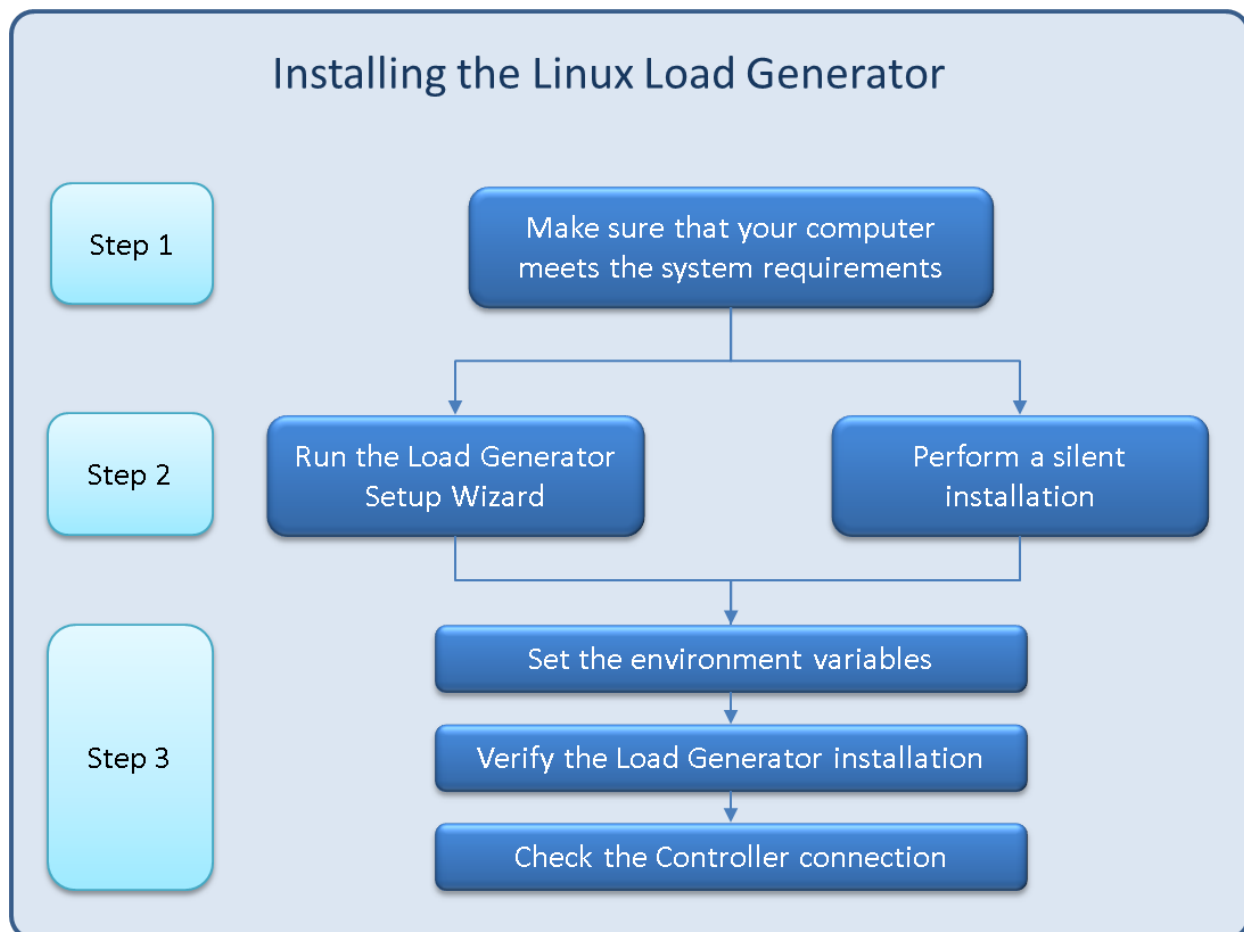 Installing the Linux Load Generator
Step 1
Make sure that your computer
meets the system requirements
Step 2
Run the Load Generator
Setup Wizard
Perform a silent
installation
Step 3
Set the environment variables
Verify the Load Generator installation
Check the Controller connection